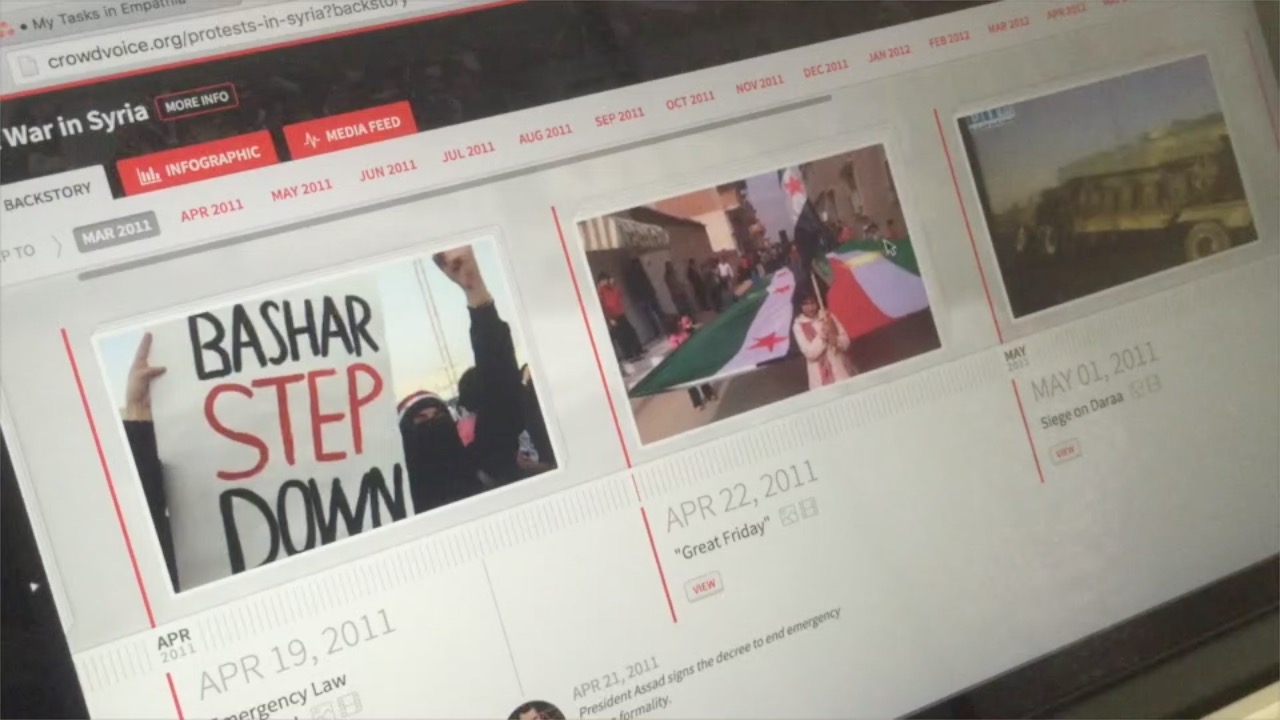 My Tasks in Empathia
crowdvoice.org/protests-in-syria?backstory
War in Syria MORE INFO
BACKSTORY INFOGRAPHIC MEDIA FEED
P TO MAR 2011 APR 2011 MAY 2011 JUN 2011 JUL 2011 AUG 2011 SEP 2011 OCT 2011 NOV 2011 DEC 2011 JAN 2012 FEB 2012 MAR 2012 APR 2012
BASHAR
STEP
DOWN
APR
2011
APR 19, 2011
mergency Law
APR 22, 2011
"Great Friday"
VIEW
APR 21, 2011
President Assad signs the decree to end emergency
formality.
MAY
2011
MAY 01, 2011
Siege on Daraa
VIEW